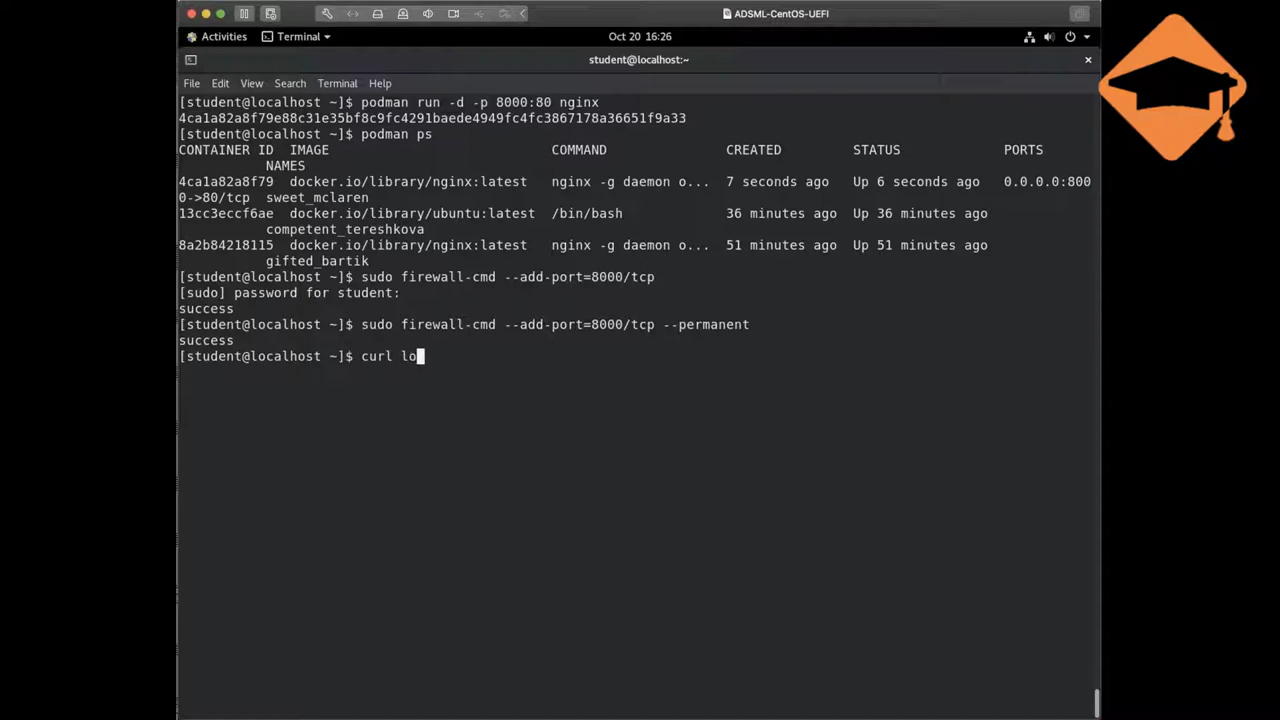 ADSML-CentOS-UEFI
Activities Terminal Oct 20 16:26
student@localhost:~
File Edit View Search Terminal Help
[student@localhost ~]$ podman run -d -p 8000:80 nginx
4ca1a82a8f79e88c31e35bf8c9fc4291baede4949fc4fc3867178a36651f9a33
[student@localhost ~]$ podman ps
CONTAINER ID  IMAGE                           COMMAND               CREATED         STATUS             PORTS
           NAMES
4ca1a82a8f79  docker.io/library/nginx:latest   nginx -g daemon o...  7 seconds ago   Up 6 seconds ago   0.0.0.0:800
0->80/tcp  sweet_mclaren
13cc3eccf6ae  docker.io/library/ubuntu:latest  /bin/bash             36 minutes ago  Up 36 minutes ago
           competent_tereshkova
8a2b84218115  docker.io/library/nginx:latest   nginx -g daemon o...  51 minutes ago  Up 51 minutes ago
           gifted_bartik
[student@localhost ~]$ sudo firewall-cmd --add-port=8000/tcp
[sudo] password for student:
success
[student@localhost ~]$ sudo firewall-cmd --add-port=8000/tcp --permanent
success
[student@localhost ~]$ curl lo